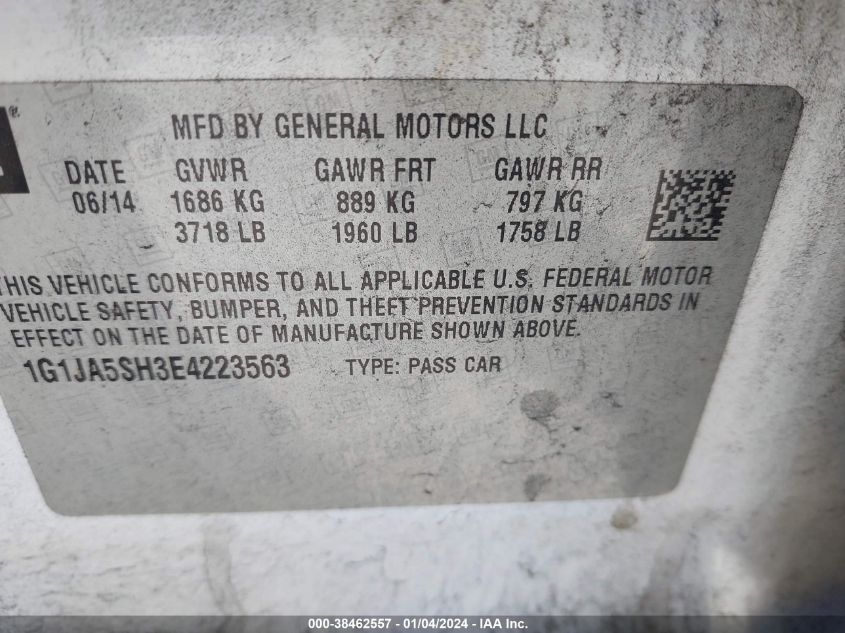 MFD BY GENERAL MOTORS LLC
DATE GVWR GAWR FRT GAWR RR
06/14 1686 KG 889 KG 797 KG
3718 LB 1960 LB 1758 LB
THIS VEHICLE CONFORMS TO ALL APPLICABLE U.S. FEDERAL MOTOR
VEHICLE SAFETY, BUMPER, AND THEFT PREVENTION STANDARDS IN
EFFECT ON THE DATE OF MANUFACTURE SHOWN ABOVE.
1G1JA5SH3E4223563 TYPE: PASS CAR
000-38462557 - 01/04/2024 - IAA Inc.